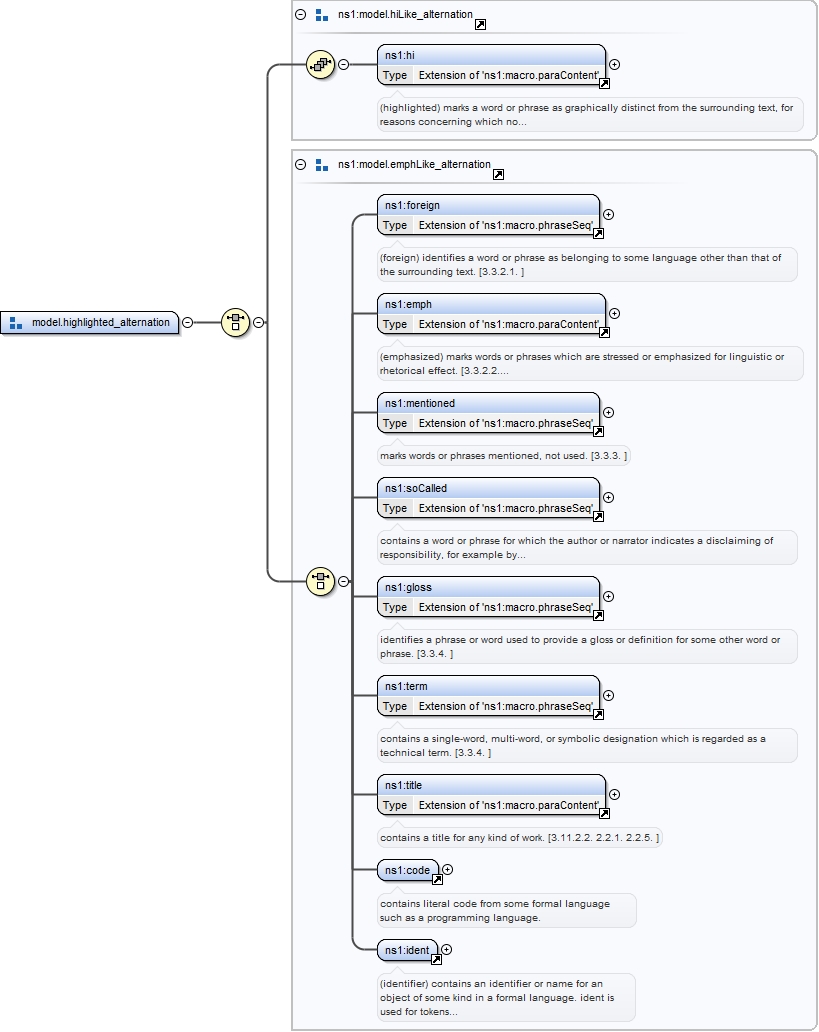 ns1:model.hiLike_alternation
ns1:hi
Type Extension of 'ns1:macro.paraContent'
(highlighted) marks a word or phrase as graphically distinct from the surrounding text, for
reasons concerning which no...
ns1:model.emphLike_alternation
ns1:foreign
Type Extension of 'ns1:macro.phraseSeq'
(foreign) identifies a word or phrase as belonging to some language other than that of
the surrounding text. [3.3.2.1. ]
ns1:emph
Type Extension of 'ns1:macro.paraContent'
(emphasized) marks words or phrases which are stressed or emphasized for linguistic or
rhetorical effect. [3.3.2.2....
model.highlighted_alternation
ns1:mentioned
Type Extension of 'ns1:macro.phraseSeq'
marks words or phrases mentioned, not used. [3.3.3. ]
ns1:soCalled
Type Extension of 'ns1:macro.phraseSeq'
contains a word or phrase for which the author or narrator indicates a disclaiming of
responsibility, for example by...
ns1:gloss
Type Extension of 'ns1:macro.phraseSeq'
identifies a phrase or word used to provide a gloss or definition for some other word or
phrase. [3.3.4. ]
ns1:term
Type Extension of 'ns1:macro.phraseSeq'
contains a single-word, multi-word, or symbolic designation which is regarded as a
technical term. [3.3.4. ]
ns1:title
Type Extension of 'ns1:macro.paraContent'
contains a title for any kind of work. [3.11.2.2. 2.2.1. 2.2.5. ]
ns1:code
contains literal code from some formal language
such as a programming language.
ns1:ident
(identifier) contains an identifier or name for an
object of some kind in a formal language. ident is
used for tokens...